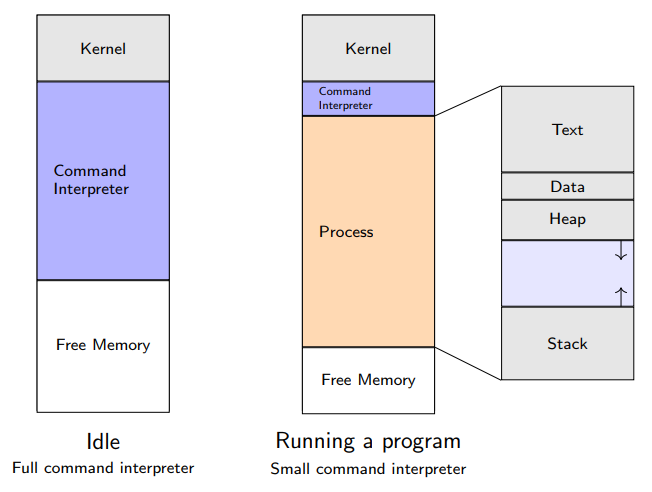 Kernel
Command
Interpreter
Free Memory
Idle
Full command interpreter
Kernel
Command
Interpreter
Process
Free Memory
Running a program
Small command interpreter
Text
Data
Heap
Stack